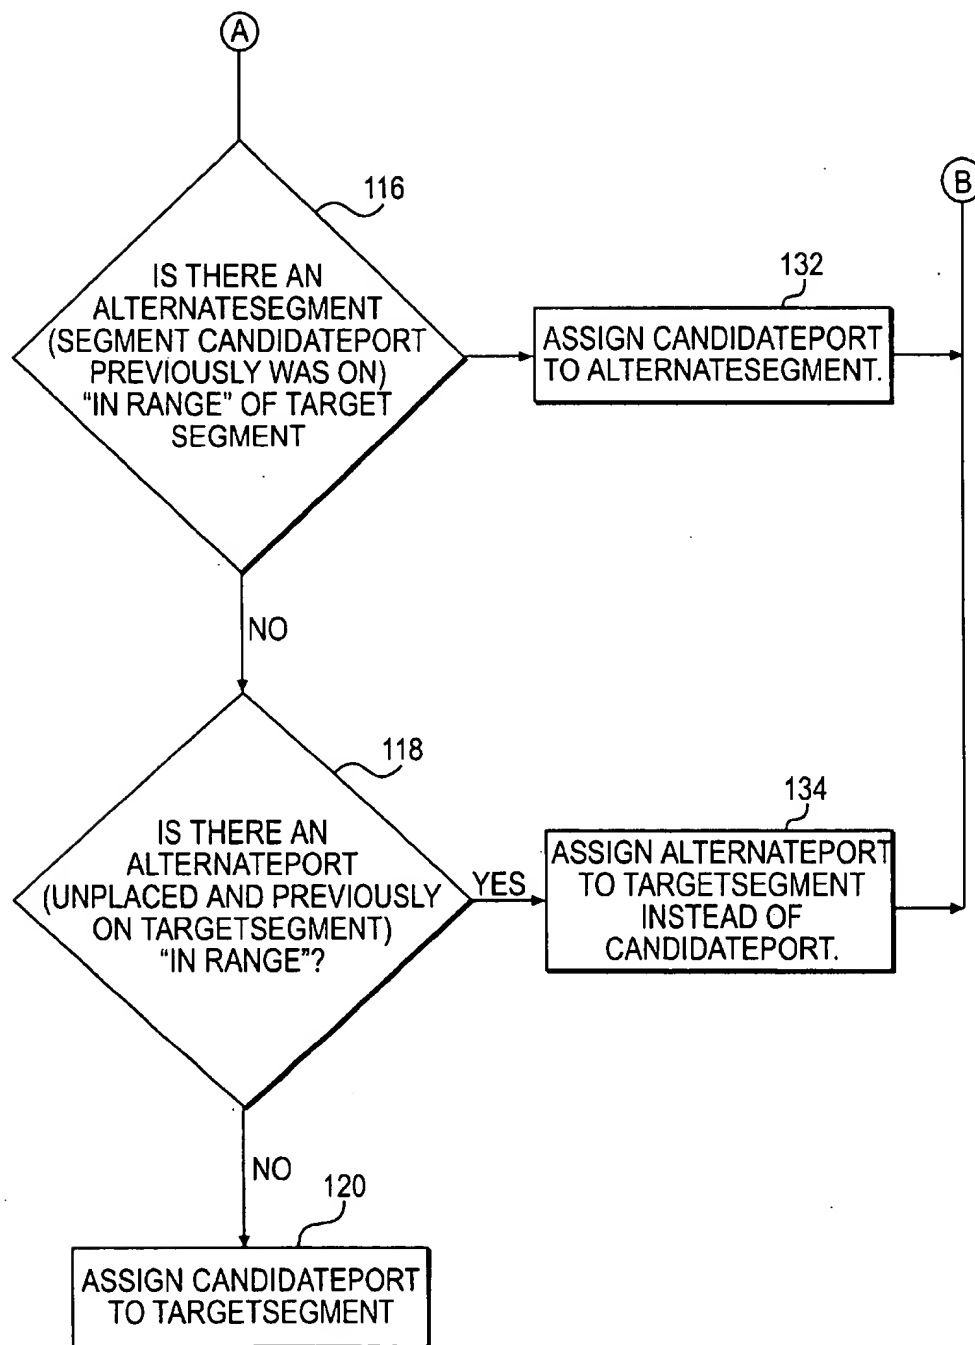 A
116
B
IS THERE AN
ALTERNATESEGMENT
(SEGMENT CANDIDATEPORT
PREVIOUSLY WAS ON)
“IN RANGE” OF TARGET
SEGMENT
132
ASSIGN CANDIDATEPORT
TO ALTERNATESEGMENT.
NO
118
IS THERE AN
ALTERNATEPORT
(UNPLACED AND PREVIOUSLY
ON TARGETSEGMENT)
“IN RANGE”?
YES
134
ASSIGN ALTERNATEPORT
TO TARGETSEGMENT
INSTEAD OF
CANDIDATEPORT.
NO
120
ASSIGN CANDIDATEPORT
TO TARGETSEGMENT